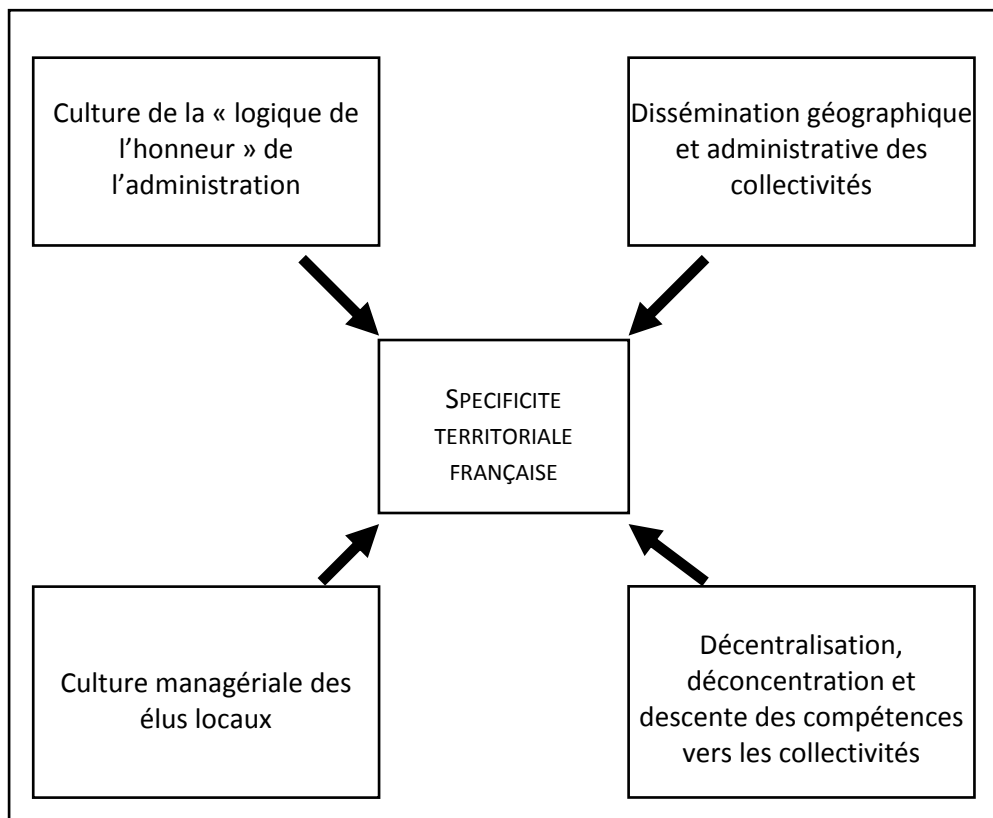 Culture de la « logique de
l’honneur » de
l’administration
Dissémination géographique
et administrative des
collectivités
SPECIFICITE
TERRITORIALE
FRANÇAISE
Culture managériale des
élus locaux
Décentralisation,
déconcentration et
descente des compétences
vers les collectivités